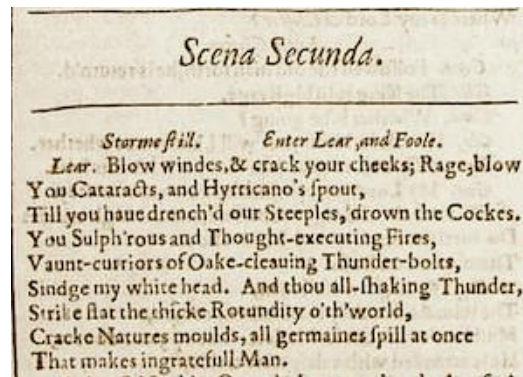 Scena Secunda.
Storme ſtill. Enter Lear, and Foole.
Lear. Blow windes, & crack your cheeks; Rage, blow
You Cataracts, and Hyrricano's ſpout,
Till you haue drench'd our Steeples, drown the Cockes.
You Sulph'rous and Thought-executing Fires,
Vaunt-curriors of Oake-cleauing Thunder-bolts,
Sindge my white head. And thou all-ſhaking Thunder,
Strike flat the thicke Rotundity o'th'world,
Cracke Natures moulds, all germaines ſpill at once
That makes ingratefull Man.